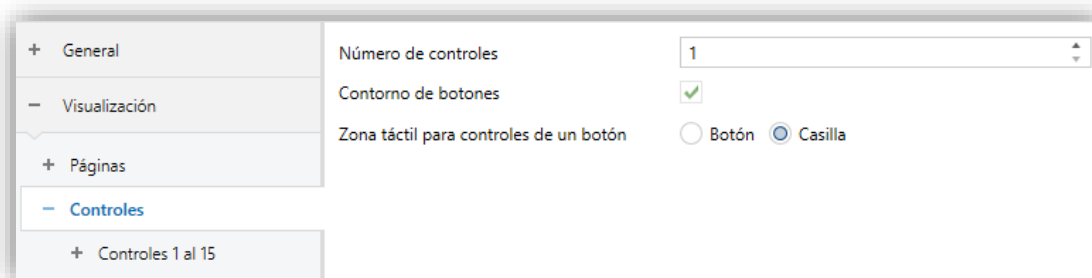 General
Visualización
Páginas
Controles
Controles 1 al 15
Número de controles 1
Contorno de botones
Zona táctil para controles de un botón Botón Casilla